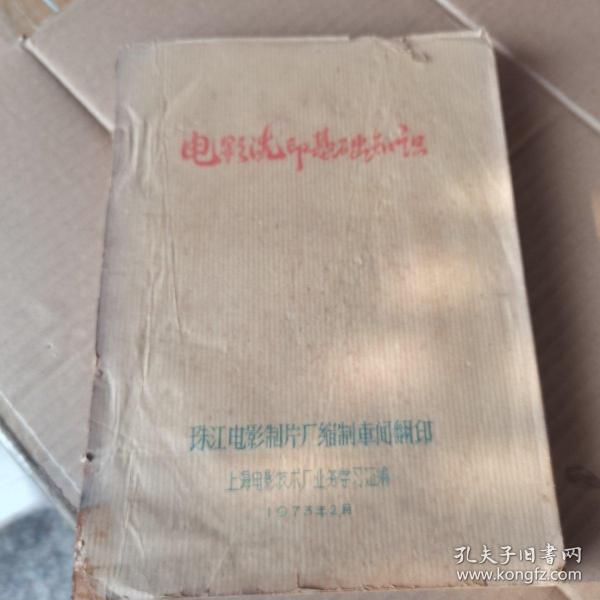 电影洗印基础知识
珠江电影制片厂缩制车间翻印
上海电影技术厂业务学习组编
1973年2月
孔夫子旧书网
www.kongfz.com